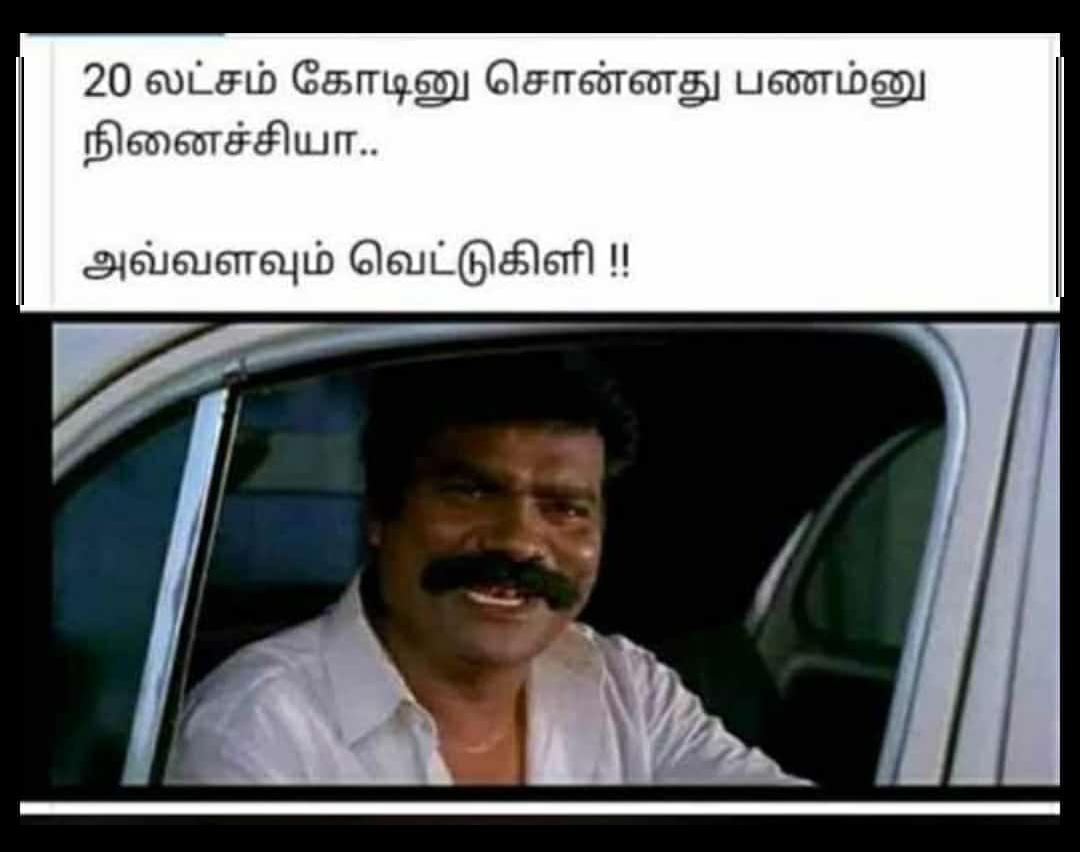 20 லட்சம் கோடினு சொன்னது பணம்னு
நினைச்சியா..
அவ்வளவும் வெட்டுகிளி !!